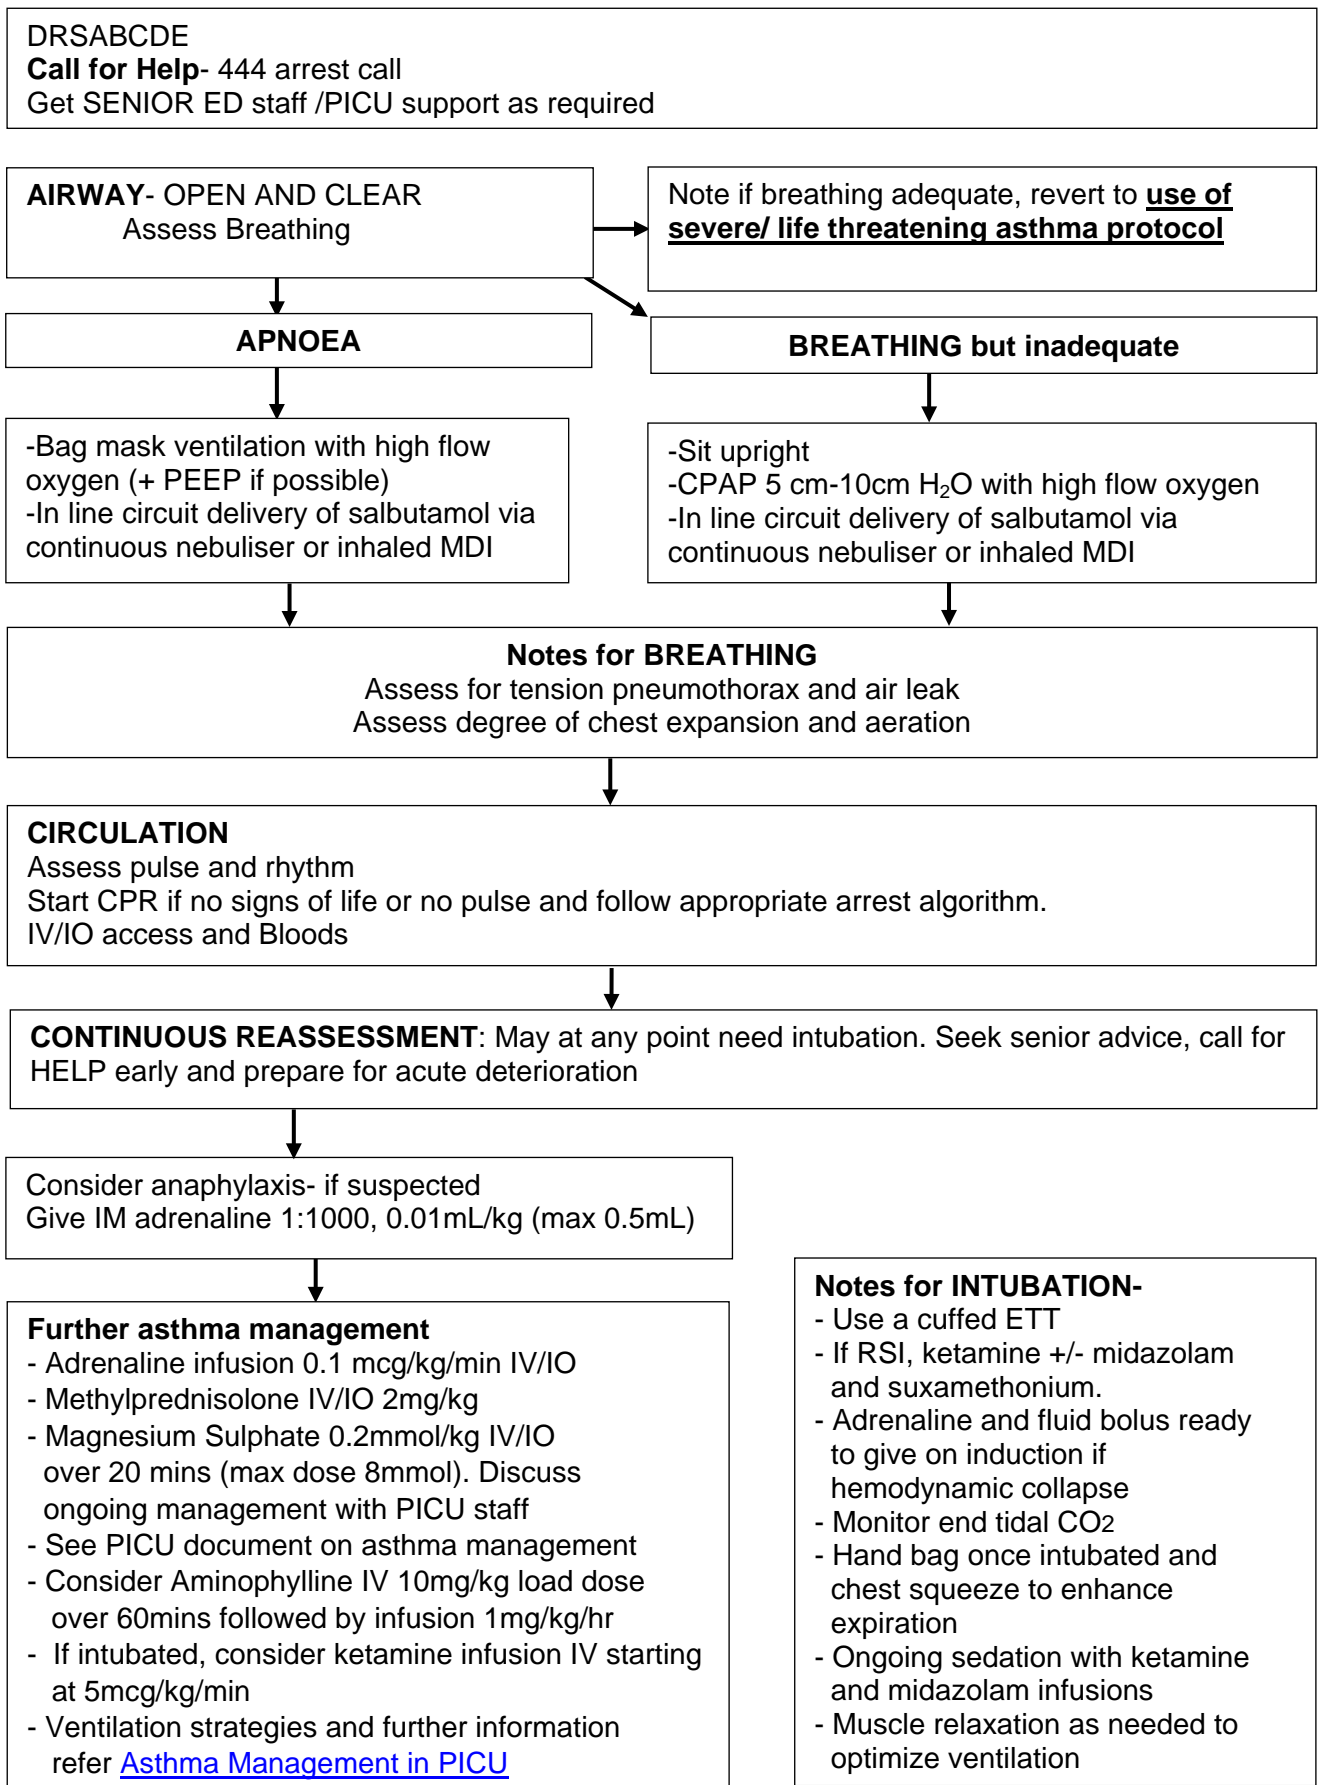 DRSABCDE
Call for Help- 444 arrest call
Get SENIOR ED staff /PICU support as required
AIRWAY- OPEN AND CLEAR
Assess Breathing
Note if breathing adequate, revert to use of
severe/ life threatening asthma protocol
APNOEA
BREATHING but inadequate
-Bag mask ventilation with high flow
oxygen (+ PEEP if possible)
-In line circuit delivery of salbutamol via
continuous nebuliser or inhaled MDI
-Sit upright
-CPAP 5 cm-10cm H₂O with high flow oxygen
-In line circuit delivery of salbutamol via
continuous nebuliser or inhaled MDI
Notes for BREATHING
Assess for tension pneumothorax and air leak
Assess degree of chest expansion and aeration
CIRCULATION
Assess pulse and rhythm
Start CPR if no signs of life or no pulse and follow appropriate arrest algorithm.
IV/IO access and Bloods
CONTINUOUS REASSESSMENT: May at any point need intubation. Seek senior advice, call for
HELP early and prepare for acute deterioration
Consider anaphylaxis- if suspected
Give IM adrenaline 1:1000, 0.01mL/kg (max 0.5mL)
Further asthma management
- Adrenaline infusion 0.1 mcg/kg/min IV/IO
- Methylprednisolone IV/IO 2mg/kg
- Magnesium Sulphate 0.2mmol/kg IV/IO
over 20 mins (max dose 8mmol). Discuss
ongoing management with PICU staff
- See PICU document on asthma management
- Consider Aminophylline IV 10mg/kg load dose
over 60mins followed by infusion 1mg/kg/hr
- If intubated, consider ketamine infusion IV starting
at 5mcg/kg/min
- Ventilation strategies and further information
refer Asthma Management in PICU
Notes for INTUBATION-
- Use a cuffed ETT
- If RSI, ketamine +/- midazolam
and suxamethonium.
- Adrenaline and fluid bolus ready
to give on induction if
hemodynamic collapse
- Monitor end tidal CO2
- Hand bag once intubated and
chest squeeze to enhance
expiration
- Ongoing sedation with ketamine
and midazolam infusions
- Muscle relaxation as needed to
optimize ventilation